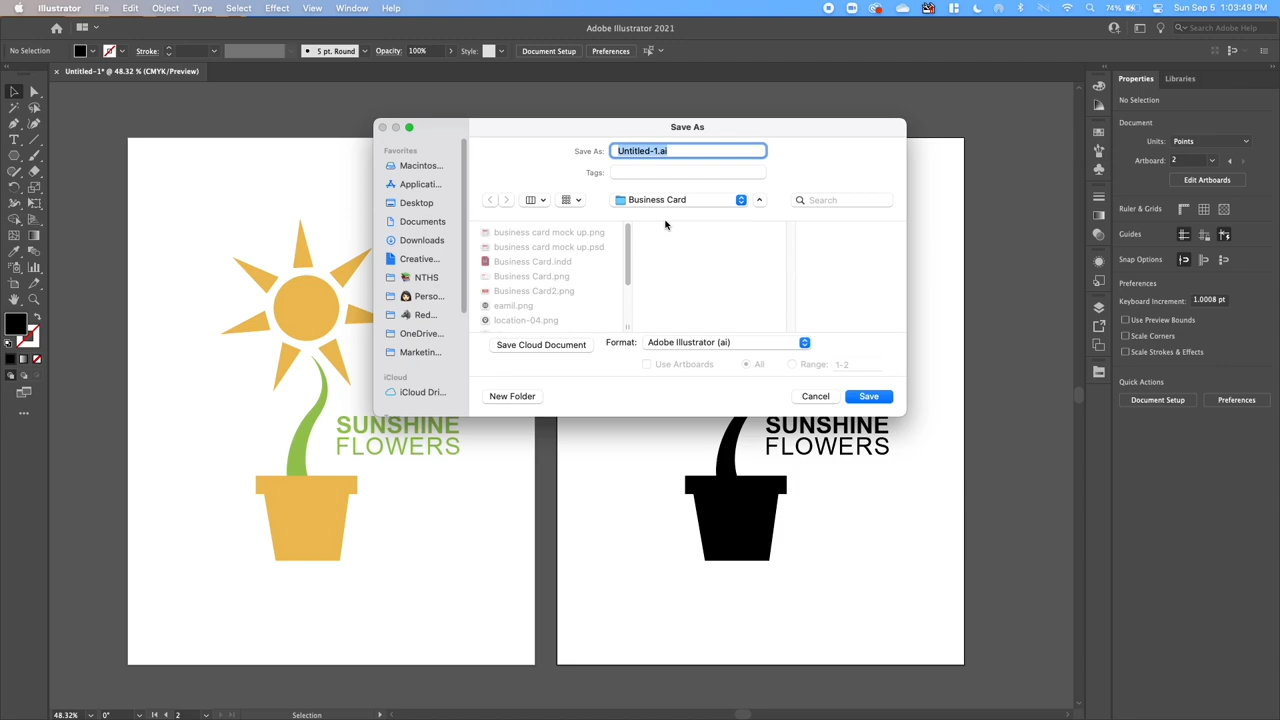 Illustrator File Edit Object Type Select Effect View Window Help 74% Sun Sep 5 1:03:49 PM
Adobe Illustrator 2021 Search Adobe Help
No Selection Stroke: 5 pt. Round Opacity: 100% Style: Document Setup Preferences
× Untitled-1* @ 48.32 % (CMYK/Preview)
Properties Libraries
No Selection
Document
Units: Points
Artboard: 2
Edit Artboards
Ruler & Grids
Guides
Snap Options
Preferences
Keyboard Increment: 1.0008 pt
Use Preview Bounds
Scale Corners
Scale Strokes & Effects
Quick Actions
Document Setup Preferences
Save As
Save As: Untitled-1.ai
Tags:
Business Card Search
Favorites
Macintos...
Applicati...
Desktop
Documents
Downloads
Creative...
NTHS
Perso...
Red...
OneDrive...
Marketin...
iCloud
iCloud Dri...
business card mock up.png
business card mock up.psd
Business Card.indd
Business Card.png
Business Card2.png
eamil.png
location-04.png
Save Cloud Document Format: Adobe Illustrator (ai)
Use Artboards All Range: 1-2
New Folder Cancel Save
SUNSHINE
FLOWERS
SUNSHINE
FLOWERS
48.32% 0° 2 Selection